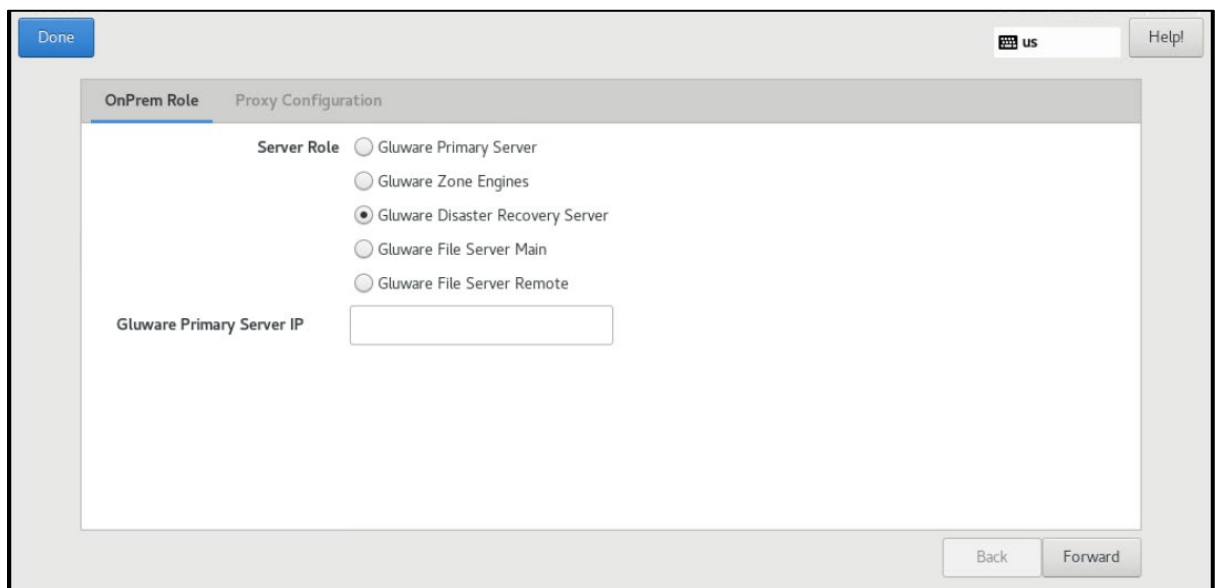 Done
us
Help!
OnPrem Role Proxy Configuration
Server Role Gluware Primary Server
Gluware Zone Engines
Gluware Disaster Recovery Server
Gluware File Server Main
Gluware File Server Remote
Gluware Primary Server IP
Back Forward